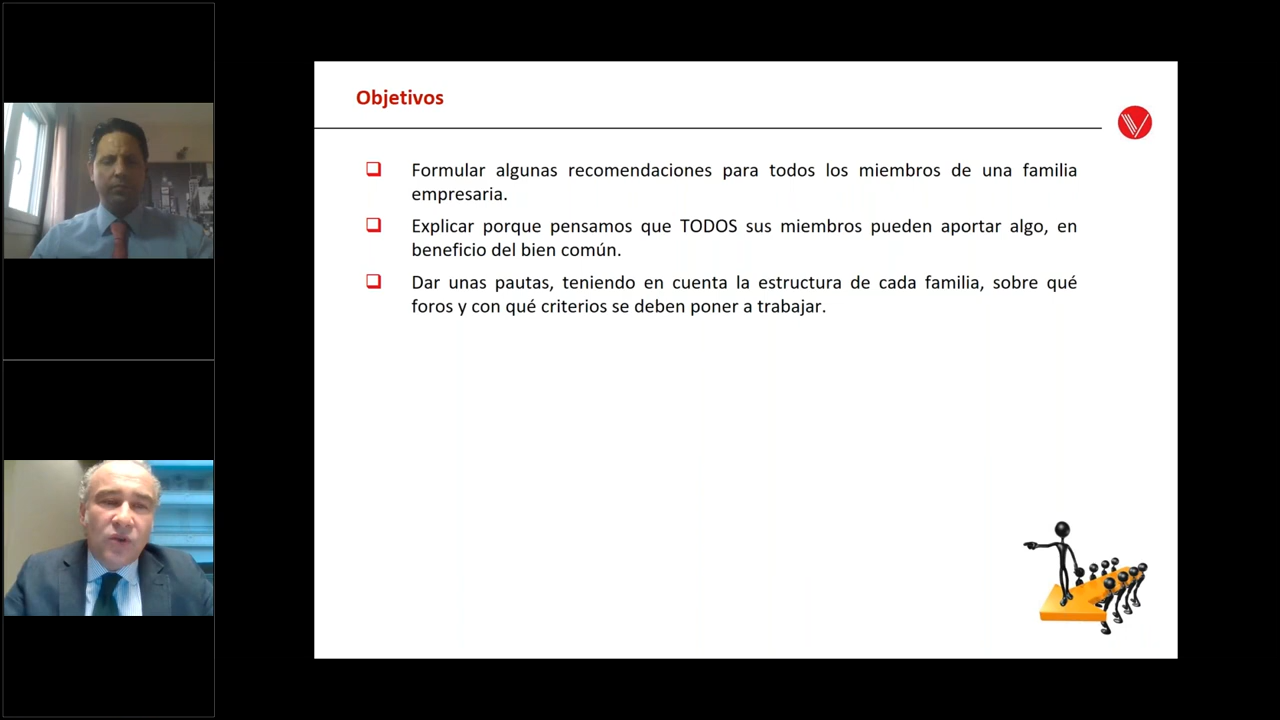 Objetivos
Formular algunas recomendaciones para todos los miembros de una familia
empresaria.
Explicar porque pensamos que TODOS sus miembros pueden aportar algo, en
beneficio del bien común.
Dar unas pautas, teniendo en cuenta la estructura de cada familia, sobre qué
foros y con qué criterios se deben poner a trabajar.